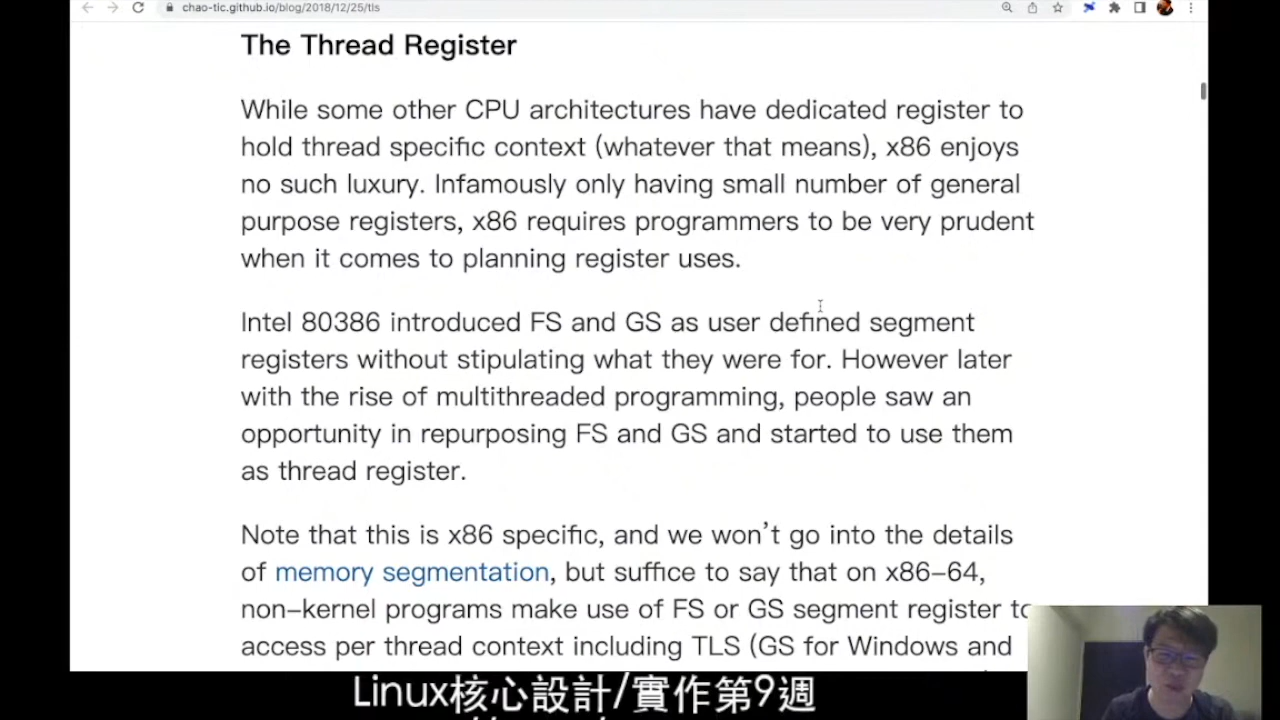 chao-tic.github.io/blog/2018/12/25/tls
The Thread Register
While some other CPU architectures have dedicated register to
hold thread specific context (whatever that means), x86 enjoys
no such luxury. Infamously only having small number of general
purpose registers, x86 requires programmers to be very prudent
when it comes to planning register uses.
Intel 80386 introduced FS and GS as user defined segment
registers without stipulating what they were for. However later
with the rise of multithreaded programming, people saw an
opportunity in repurposing FS and GS and started to use them
as thread register.
Note that this is x86 specific, and we won’t go into the details
of memory segmentation, but suffice to say that on x86–64,
non–kernel programs make use of FS or GS segment register to
access per thread context including TLS (GS for Windows and
Linux核心設計/實作第9週